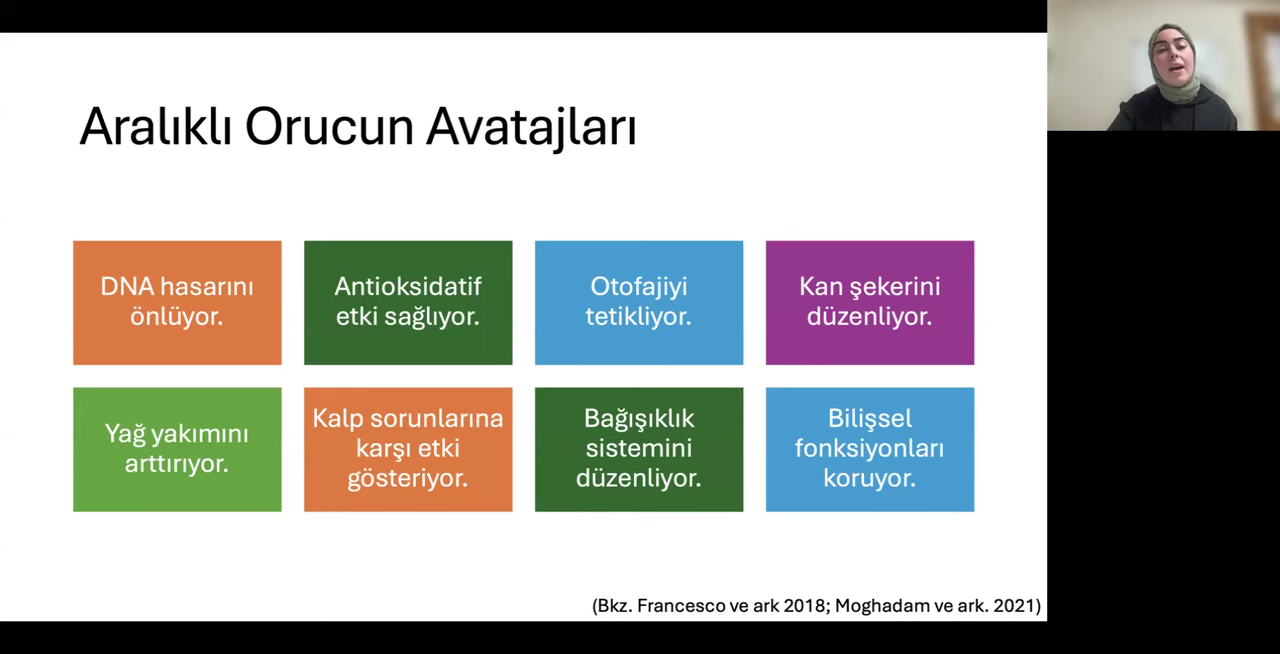 Aralıklı Orucun Avatajları
DNA hasarını
önlüyor.
Antioksidatif
etki sağlıyor.
Otofajiyi
tetikliyor.
Kan şekerini
düzenliyor.
Yağ yakımını
arttırıyor.
Kalp sorunlarına
karşı etki
gösteriyor.
Bağışıklık
sistemini
düzenliyor.
Bilişsel
fonksiyonları
koruyor.
(Bkz. Francesco ve ark 2018; Moghadam ve ark. 2021)